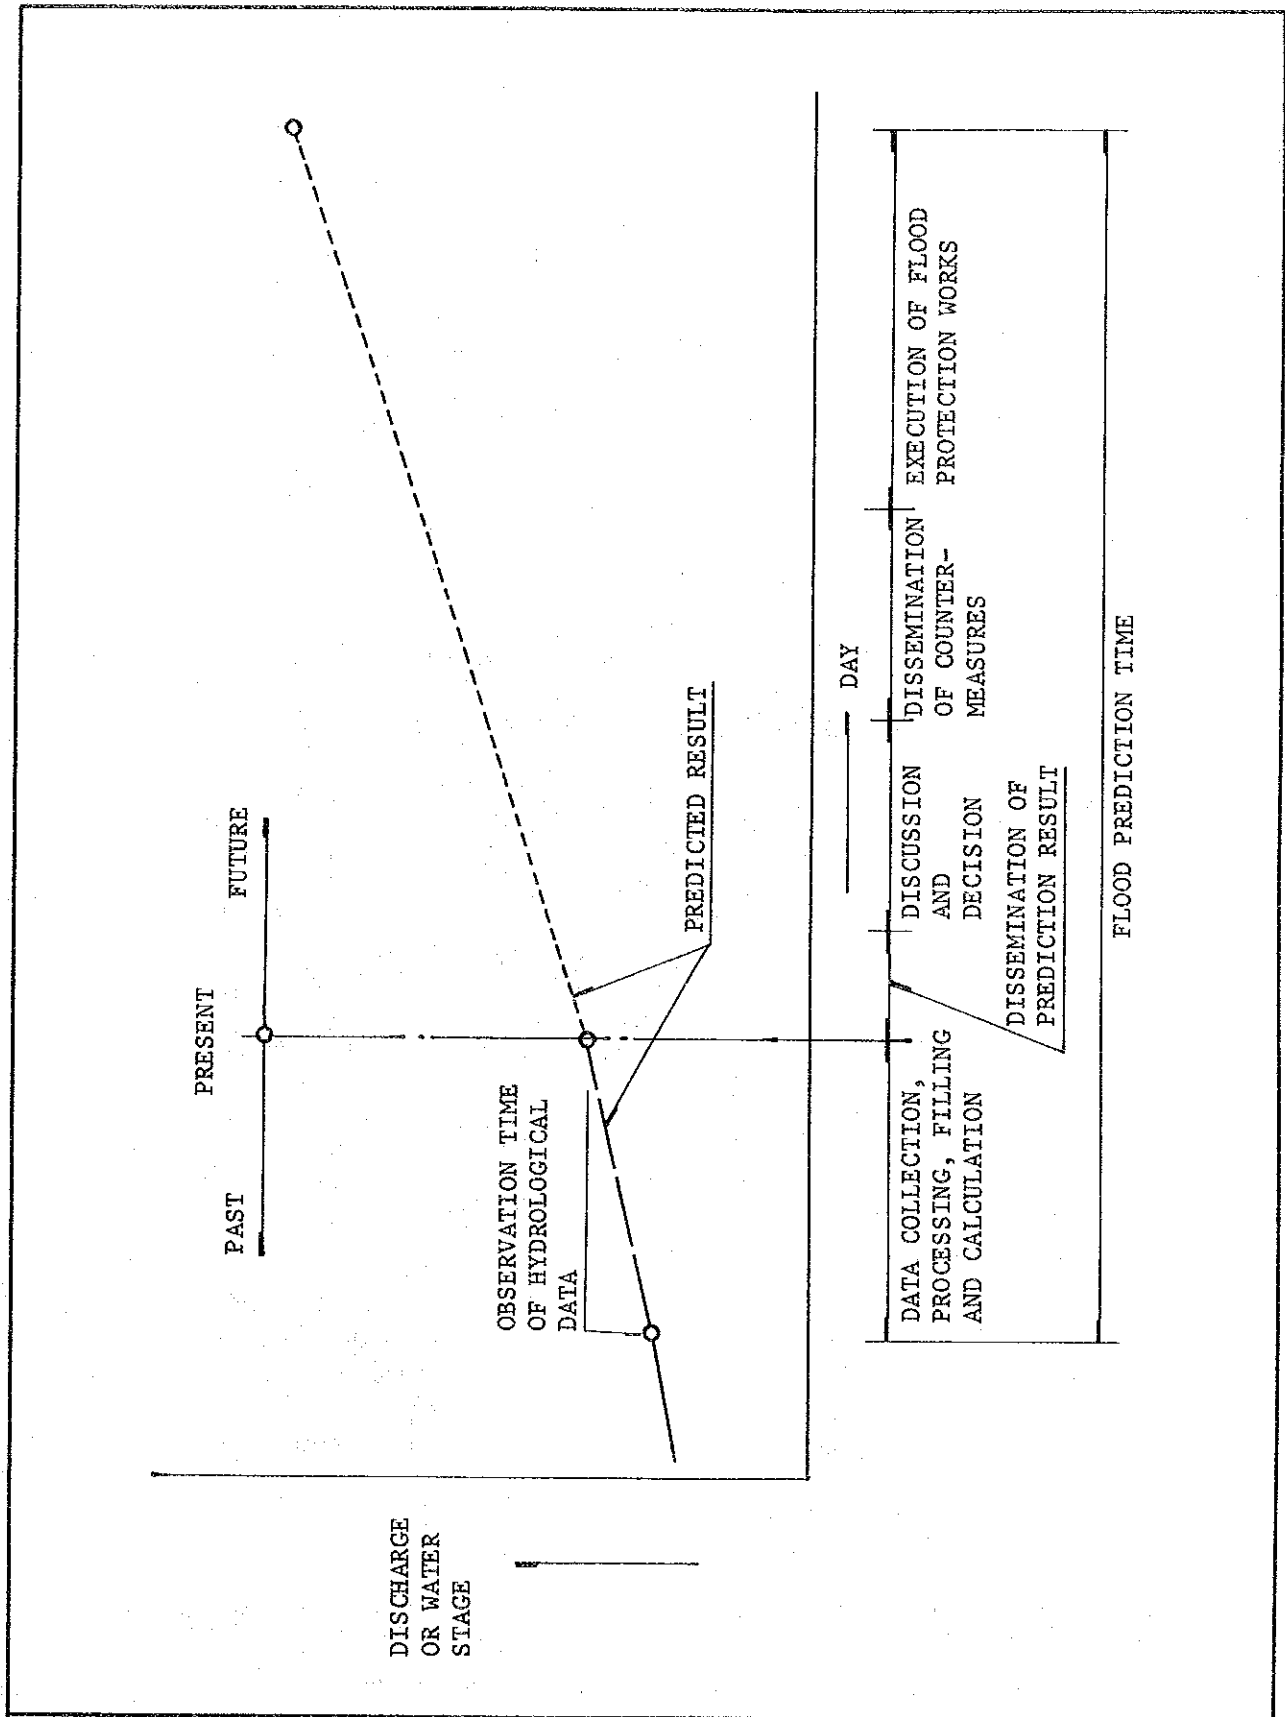 DISCHARGE
OR WATER
STAGE
PAST
PRESENT
FUTURE
OBSERVATION TIME
OF HYDROLOGICAL
DATA
PREDICTED RESULT
DAY
DATA COLLECTION,
PROCESSING, FILLING
AND CALCULATION
DISCUSSION
AND
DECISION
DISSEMINATION
OF COUNTER-
MEASURES
EXECUTION OF FLOOD
PROTECTION WORKS
DISSEMINATION OF
PREDICTION RESULT
FLOOD PREDICTION TIME